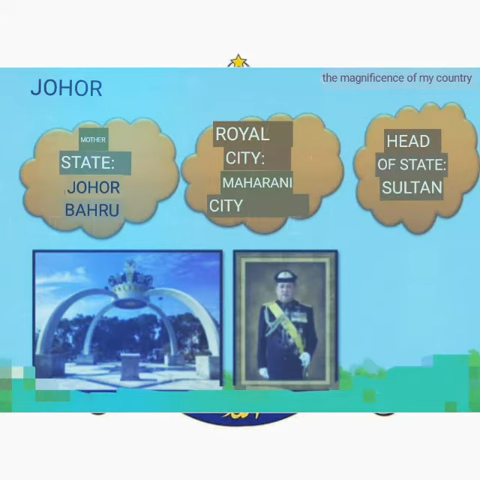 JOHOR
the magnificence of my country
MOTHER
STATE:
JOHOR
BAHRU
ROYAL
CITY:
MAHARANI
CITY
HEAD
OF STATE:
SULTAN